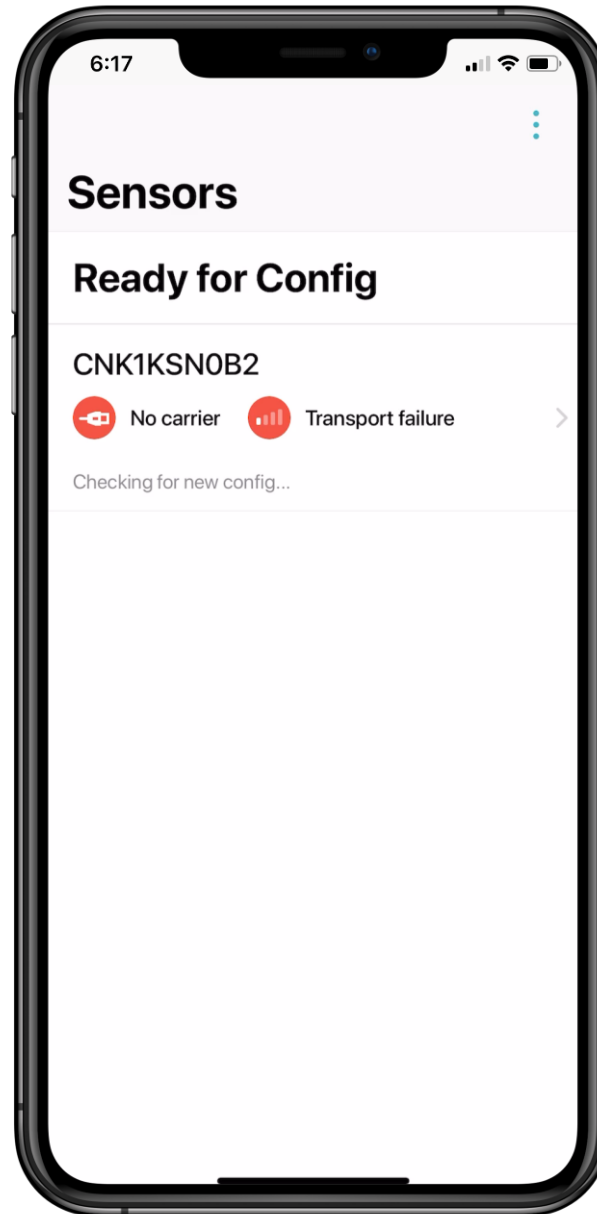 6:17
Sensors
Ready for Config
CNK1KSN0B2
No carrier Transport failure
Checking for new config...